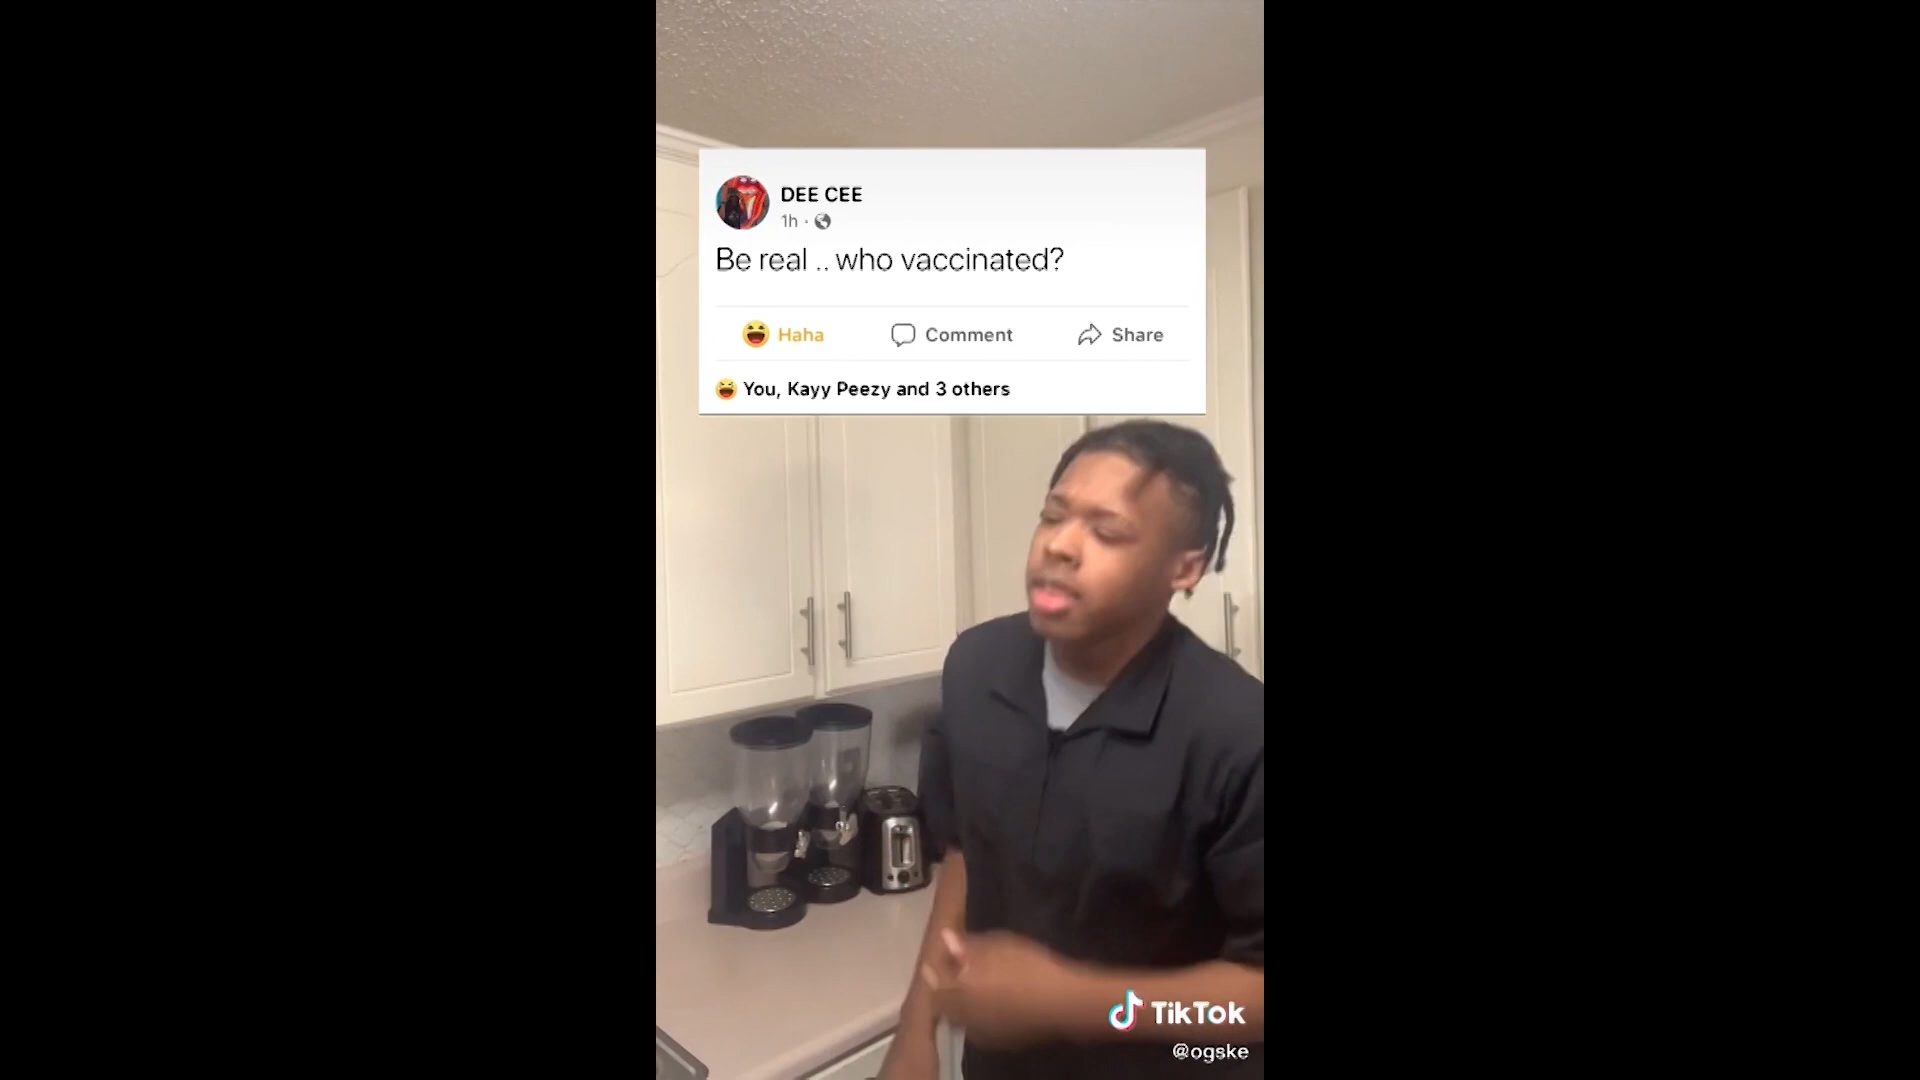 DEE CEE
1h ·
Be real .. who vaccinated?
Haha Comment Share
You, Kayy Peezy and 3 others
TikTok
@ogske